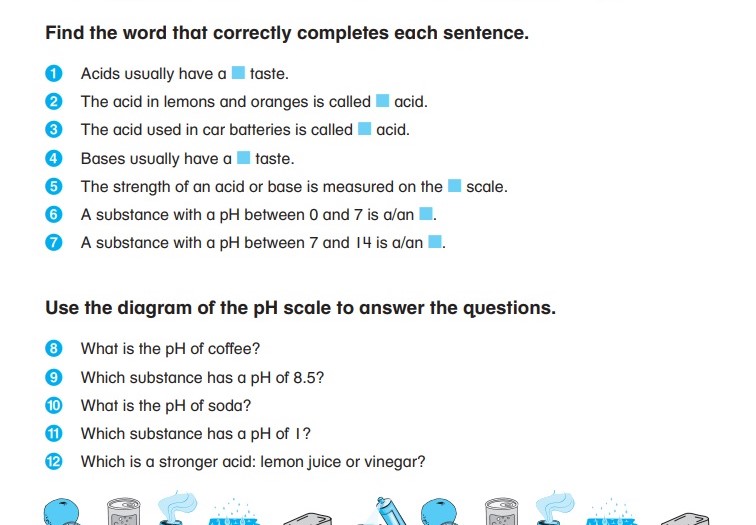 Find the word that correctly completes each sentence.
1 Acids usually have a taste.
2 The acid in lemons and oranges is called acid.
3 The acid used in car batteries is called acid.
4 Bases usually have a taste.
5 The strength of an acid or base is measured on the scale.
6 A substance with a pH between 0 and 7 is a/an .
7 A substance with a pH between 7 and 14 is a/an .
Use the diagram of the pH scale to answer the questions.
8 What is the pH of coffee?
9 Which substance has a pH of 8.5?
10 What is the pH of soda?
11 Which substance has a pH of 1?
12 Which is a stronger acid: lemon juice or vinegar?